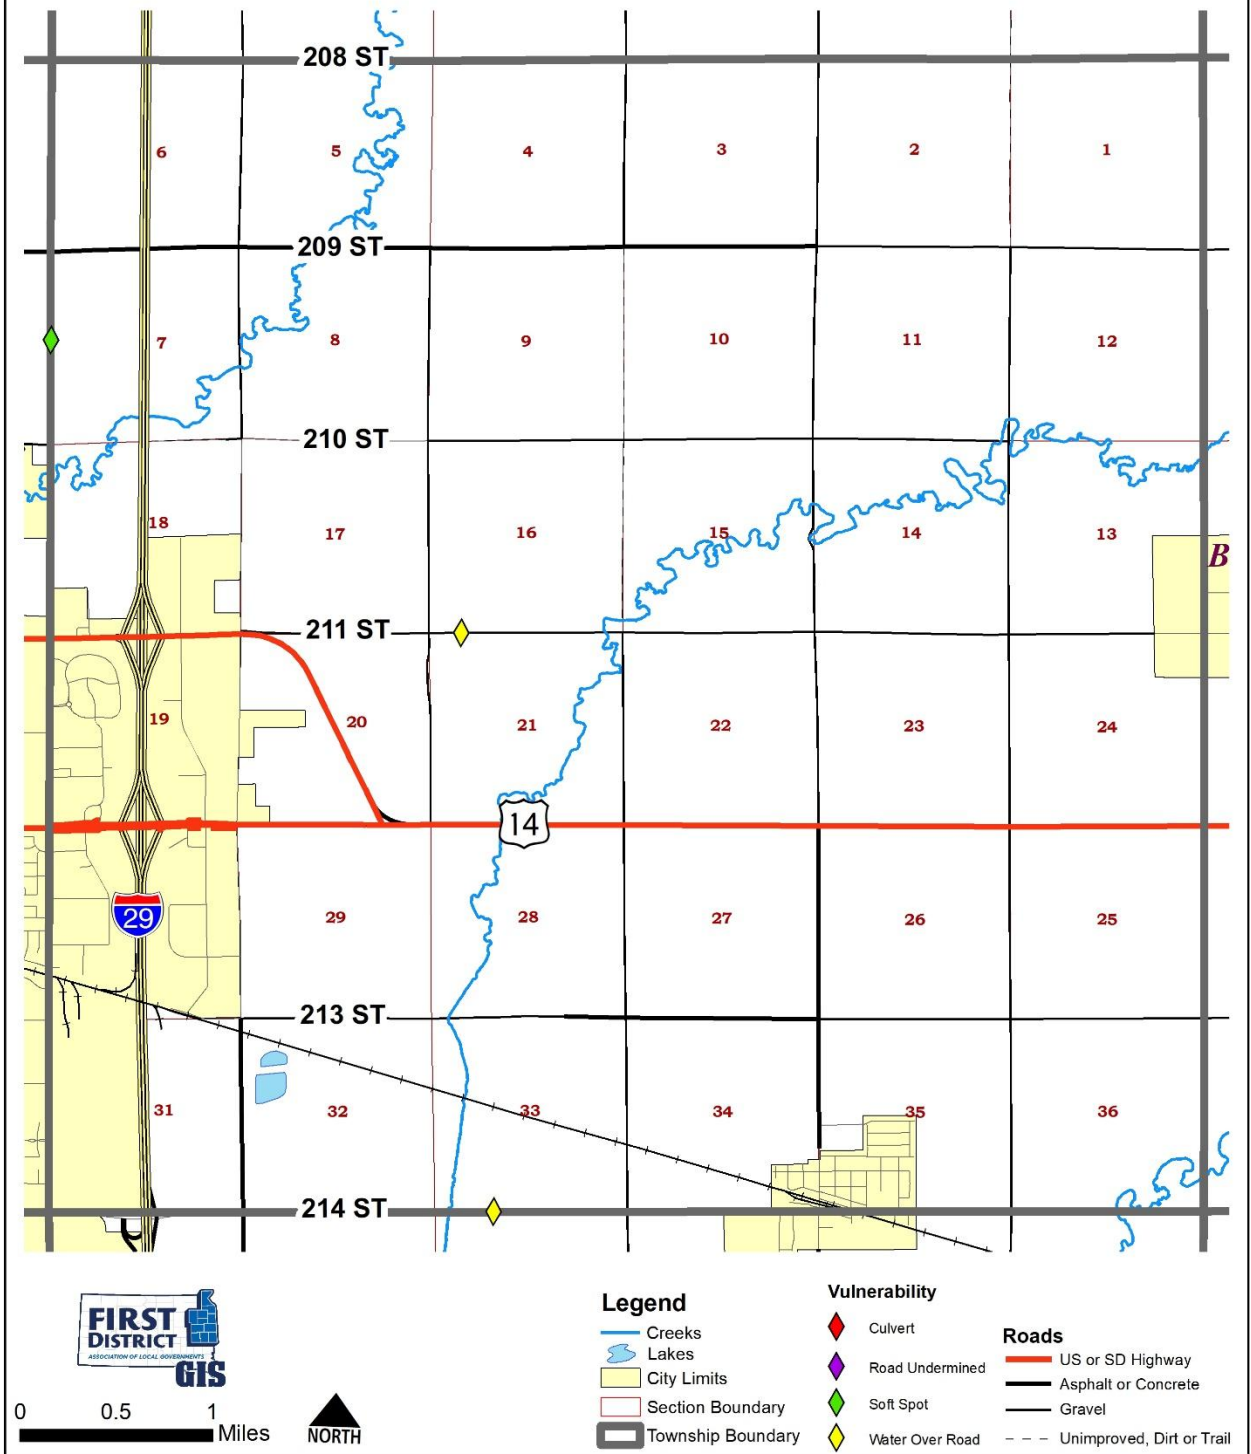 208 ST
6 5 4 3 2 1
209 ST
7 8 9 10 11 12
210 ST
18 17 16 15 14 13
B
211 ST
19 20 21 22 23 24
14
29
29 28 27 26 25
213 ST
31 32 33 34 35 36
214 ST
FIRST
DISTRICT
ASSOCIATION OF LOCAL GOVERNMENTS
GIS
0 0.5 1
Miles
NORTH
Legend
Creeks
Lakes
City Limits
Section Boundary
Township Boundary
Vulnerability
Culvert
Road Undermined
Soft Spot
Water Over Road
Roads
US or SD Highway
Asphalt or Concrete
Gravel
Unimproved, Dirt or Trail